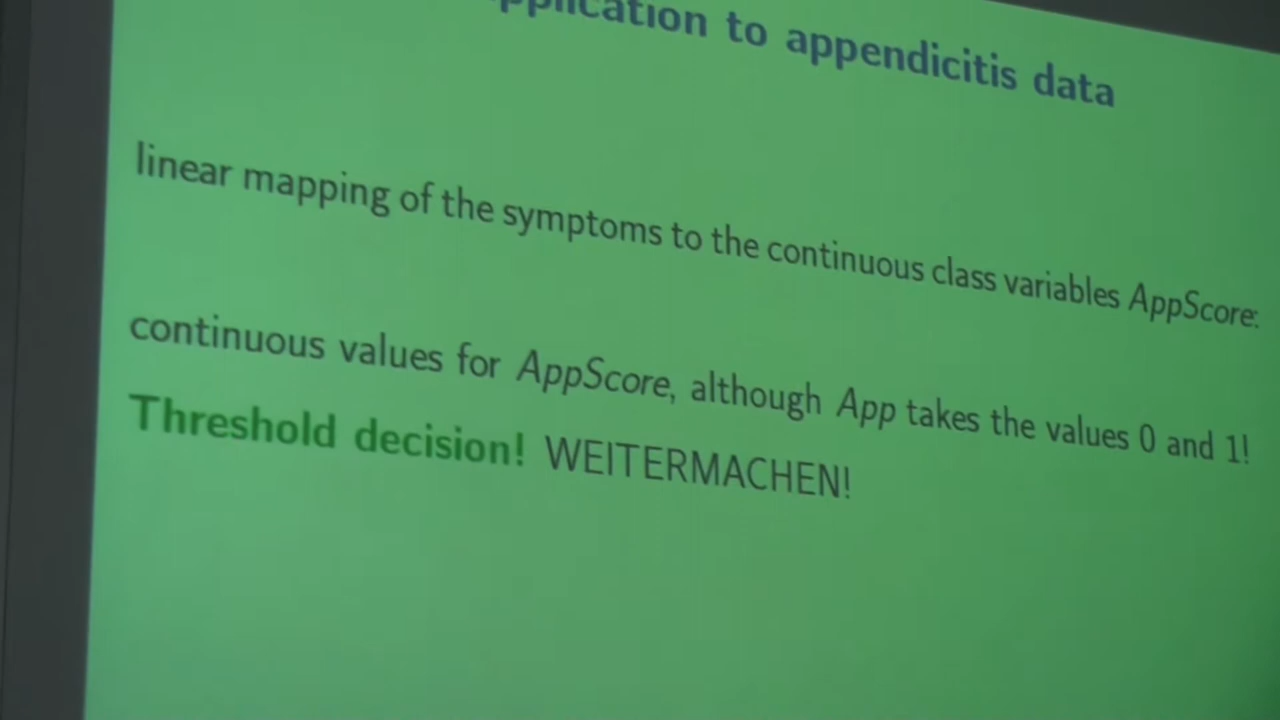 to appendicitis data
linear mapping of the symptoms to the continuous class variables AppScore:
continuous values for AppScore, although App takes the values 0 and 1!
Threshold decision! WEITERMACHEN!